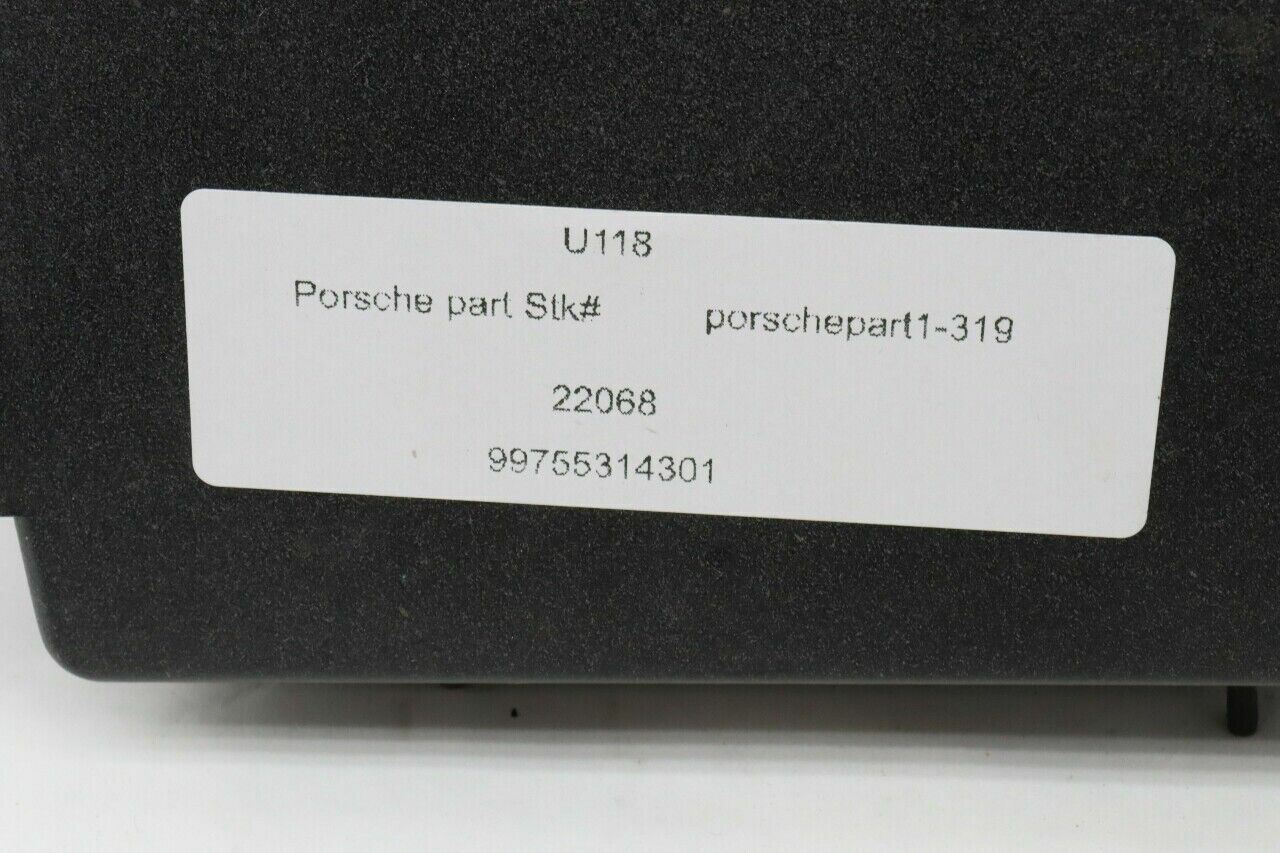 U118
Porsche part Stk# porschepart1-319
22068
99755314301